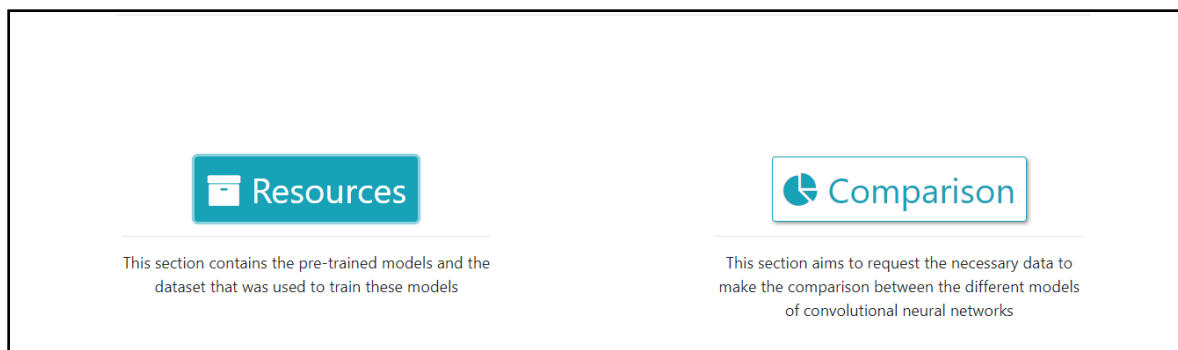 Resources
This section contains the pre-trained models and the
dataset that was used to train these models
Comparison
This section aims to request the necessary data to
make the comparison between the different models
of convolutional neural networks